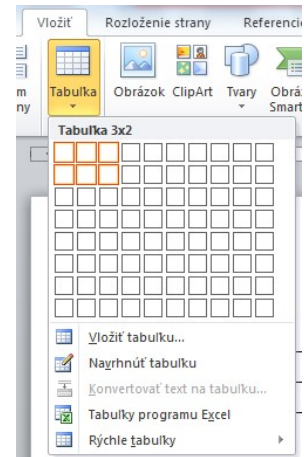 Vložiť Rozloženie strany Referencie
Tabuľka Obrázok ClipArt Tvary Obrá
Smart
m
ny
Tabuľka 3x2
Vložiť tabuľku...
Navrhnúť tabuľku
Konvertovať text na tabuľku...
Tabuľky programu Excel
Rýchle tabuľky